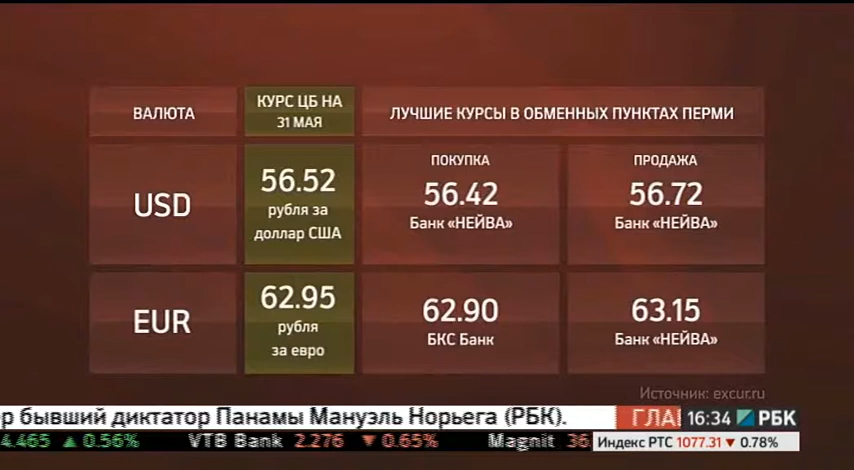 ВАЛЮТА
КУРС ЦБ НА
31 МАЯ
ЛУЧШИЕ КУРСЫ В ОБМЕННЫХ ПУНКТАХ ПЕРМИ
USD
56.52
рубля за
доллар США
ПОКУПКА
56.42
Банк «НЕЙВА»
ПРОДАЖА
56.72
Банк «НЕЙВА»
EUR
62.95
рубля
за евро
62.90
БКС Банк
63.15
Банк «НЕЙВА»
Источник: excur.ru
бывший диктатор Панамы Мануэль Норьега (РБК).
16:34 РБК
4.465 ▲ 0.56% VTB Bank 2.276 ▼ 0.65% Magnit 36
Индекс РТС 1077.31 ▼ 0.78%